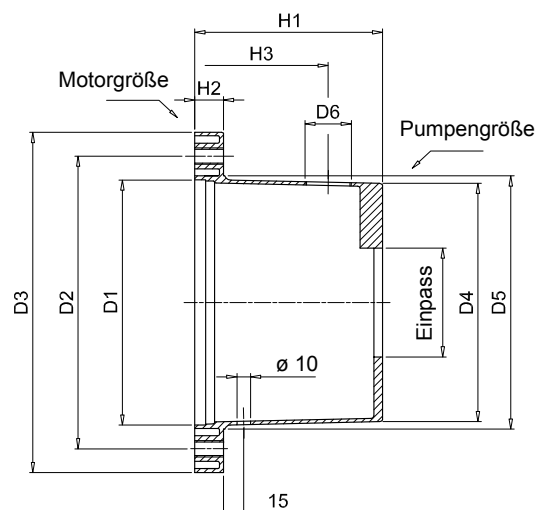 H1
H3
Motorgröße
H2
D6
Pumpengröße
D3
D2
D1
Einpass
D4
D5
ø 10
15